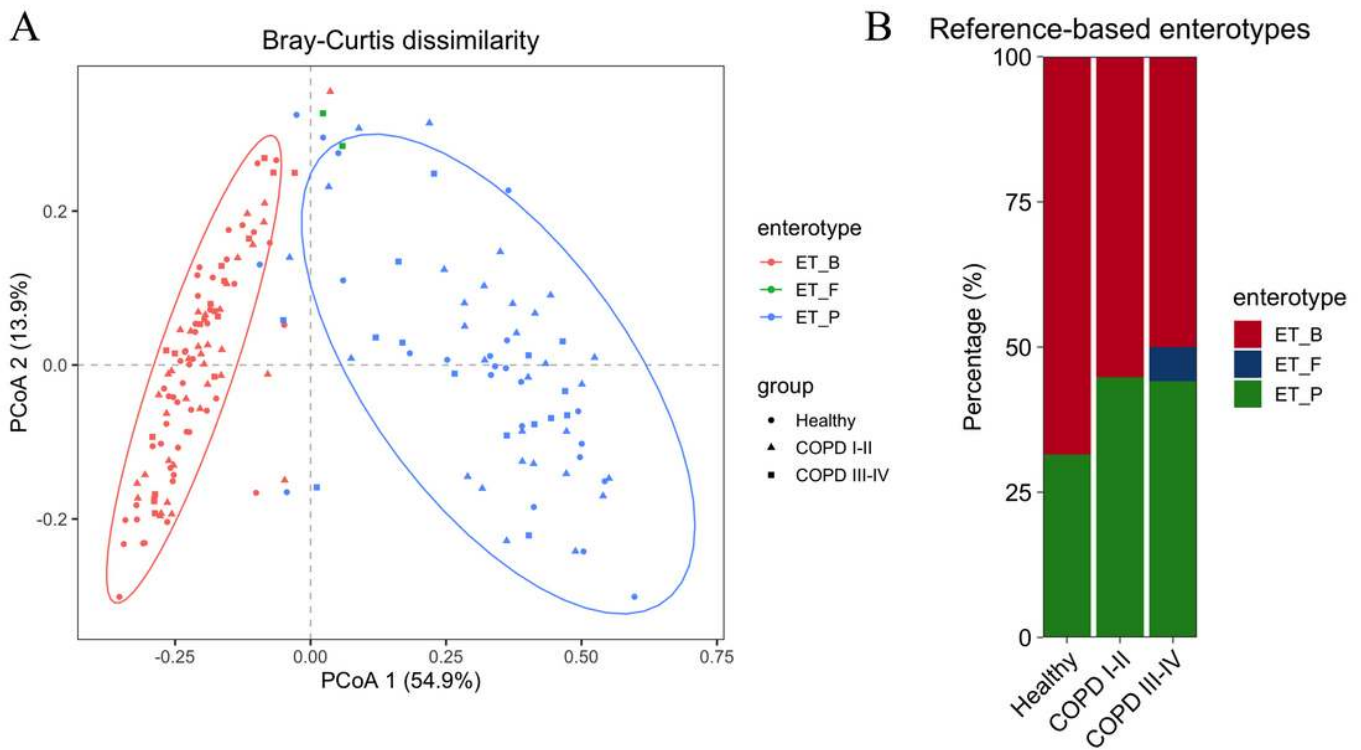 A
Bray-Curtis dissimilarity
0.2
0.0
-0.2
PCoA 2 (13.9%)
-0.25
0.00
0.25
0.50
0.75
PCoA 1 (54.9%)
enterotype
ET_B
ET_F
ET_P
group
Healthy
COPD I-II
COPD III-IV
B
Reference-based enterotypes
100
75
50
25
0
Percentage (%)
Healthy
COPD I-II
COPD III-IV
enterotype
ET_B
ET_F
ET_P